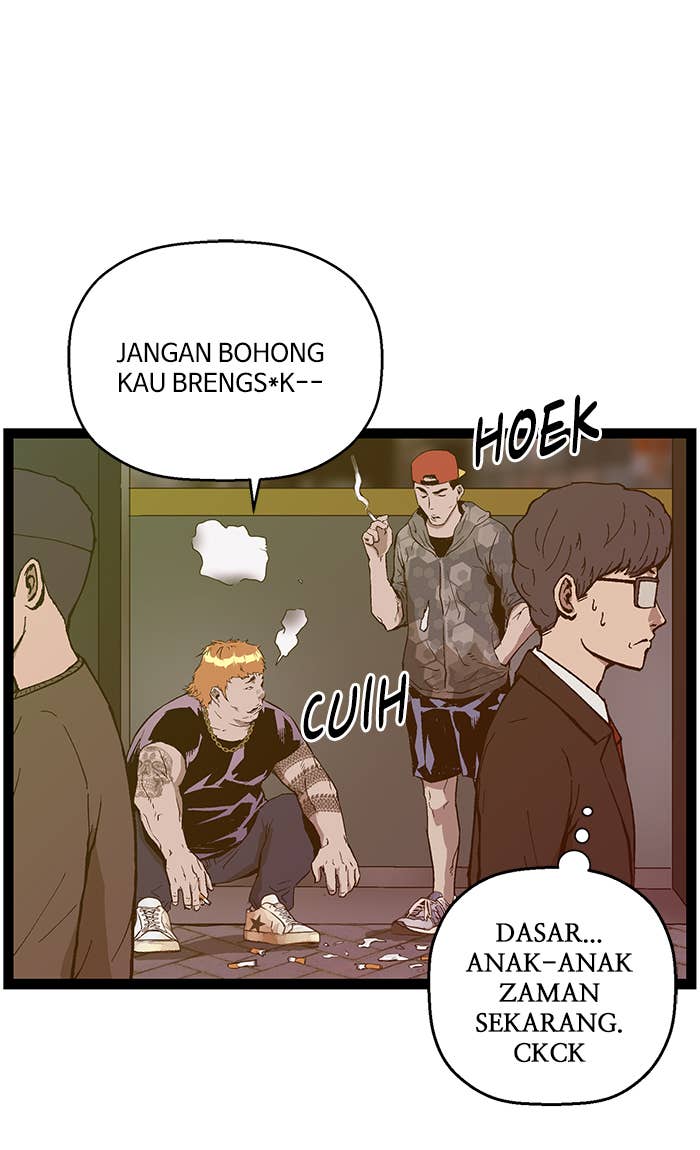 JANGAN BOHONG
KAU BRENGS*K--
HOEK
CUIH
DASAR...
ANAK-ANAK
ZAMAN
SEKARANG.
CKCK